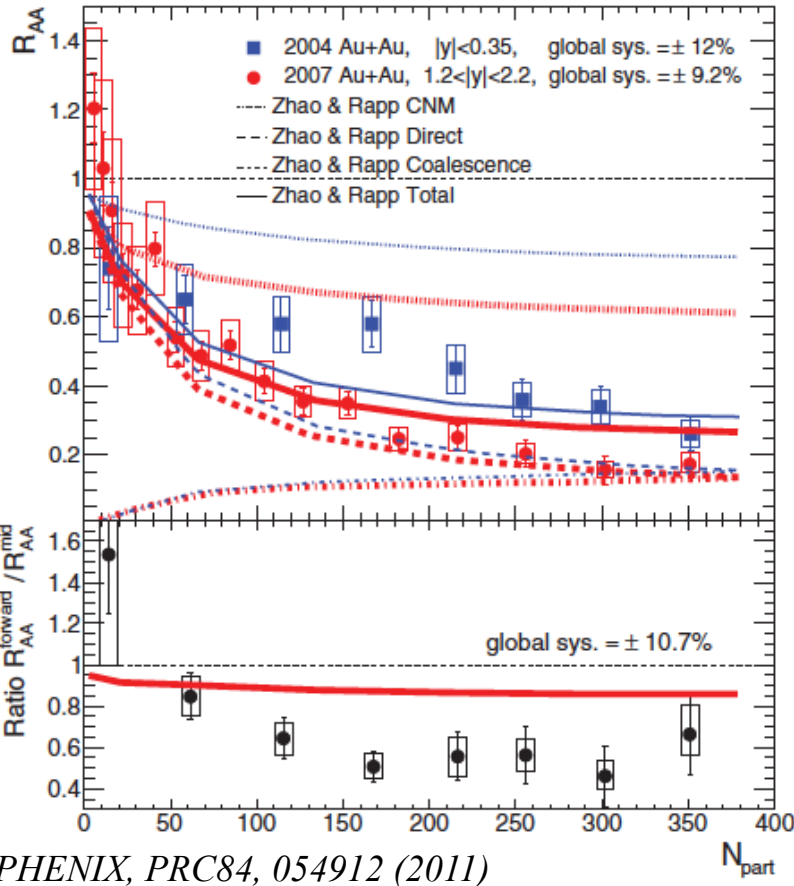 R_AA
1.4
1.2
1
0.8
0.6
0.4
0.2
2004 Au+Au, |y|<0.35, global sys. = ± 12%
2007 Au+Au, 1.2<|y|<2.2, global sys. = ± 9.2%
Zhao & Rapp CNM
Zhao & Rapp Direct
Zhao & Rapp Coalescence
Zhao & Rapp Total
Ratio R_AA^forward / R_AA^mid
1.6
1.4
1.2
1
0.8
0.6
0.4
global sys. = ± 10.7%
0 50 100 150 200 250 300 350 400
N_part
PHENIX, PRC84, 054912 (2011)